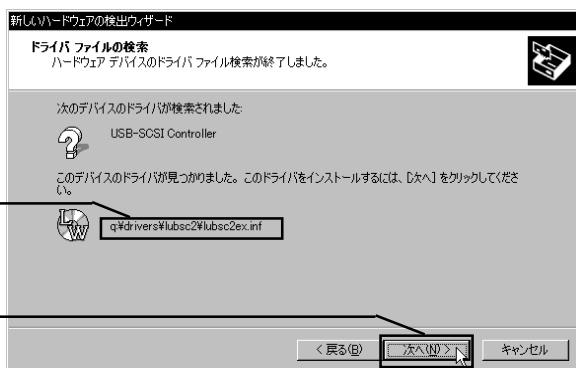 新しいハードウェアの検出ウィザード
ドライバ ファイルの検索
ハードウェア デバイスのドライバ ファイル検索が終了しました。
次のデバイスのドライバが検索されました:
USB-SCSI Controller
このデバイスのドライバが見つかりました。このドライバをインストールするには、[次へ] をクリックしてくださ
い。
q:¥drivers¥lubsc2¥lubsc2ex.inf
< 戻る(B)
次へ(N) >
キャンセル